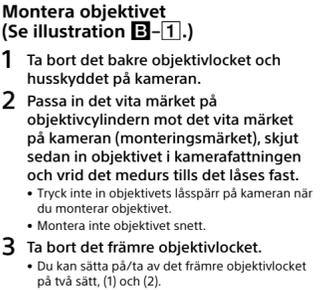 Montera objektivet
(Se illustration B–1.)
1 Ta bort det bakre objektivlocket och
husskyddet på kameran.
2 Passa in det vita märket på
objektivcylindern mot det vita märket
på kameran (monteringsmärket), skjut
sedan in objektivet i kamerafattningen
och vrid det medurs tills det låses fast.
• Tryck inte in objektivets låsspärr på kameran när
du monterar objektivet.
• Montera inte objektivet snett.
3 Ta bort det främre objektivlocket.
• Du kan sätta på/ta av det främre objektivlocket
på två sätt, (1) och (2).